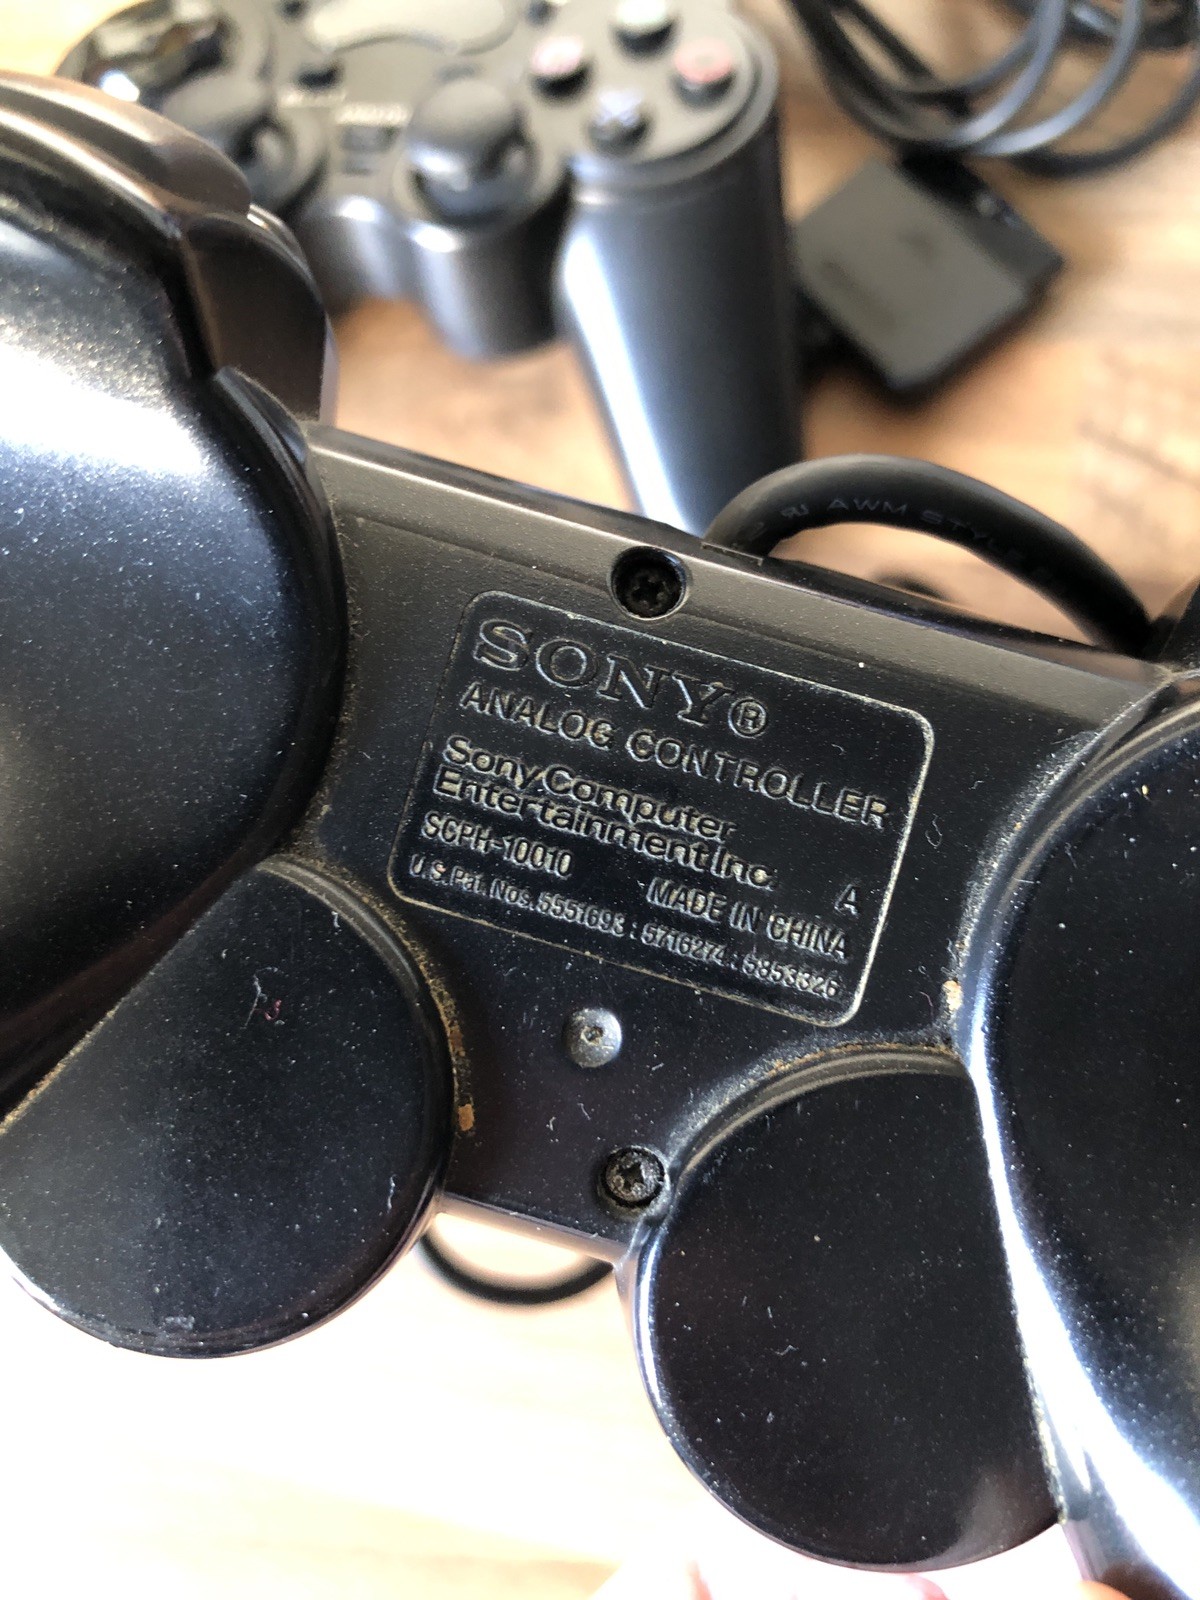 AWM STYLE
SONY®
ANALOG CONTROLLER
Sony Computer
Entertainment Inc. A
SCPH-10010 MADE IN CHINA
U.S. Pat. Nos. 5551693 : 5716274 : 5853326